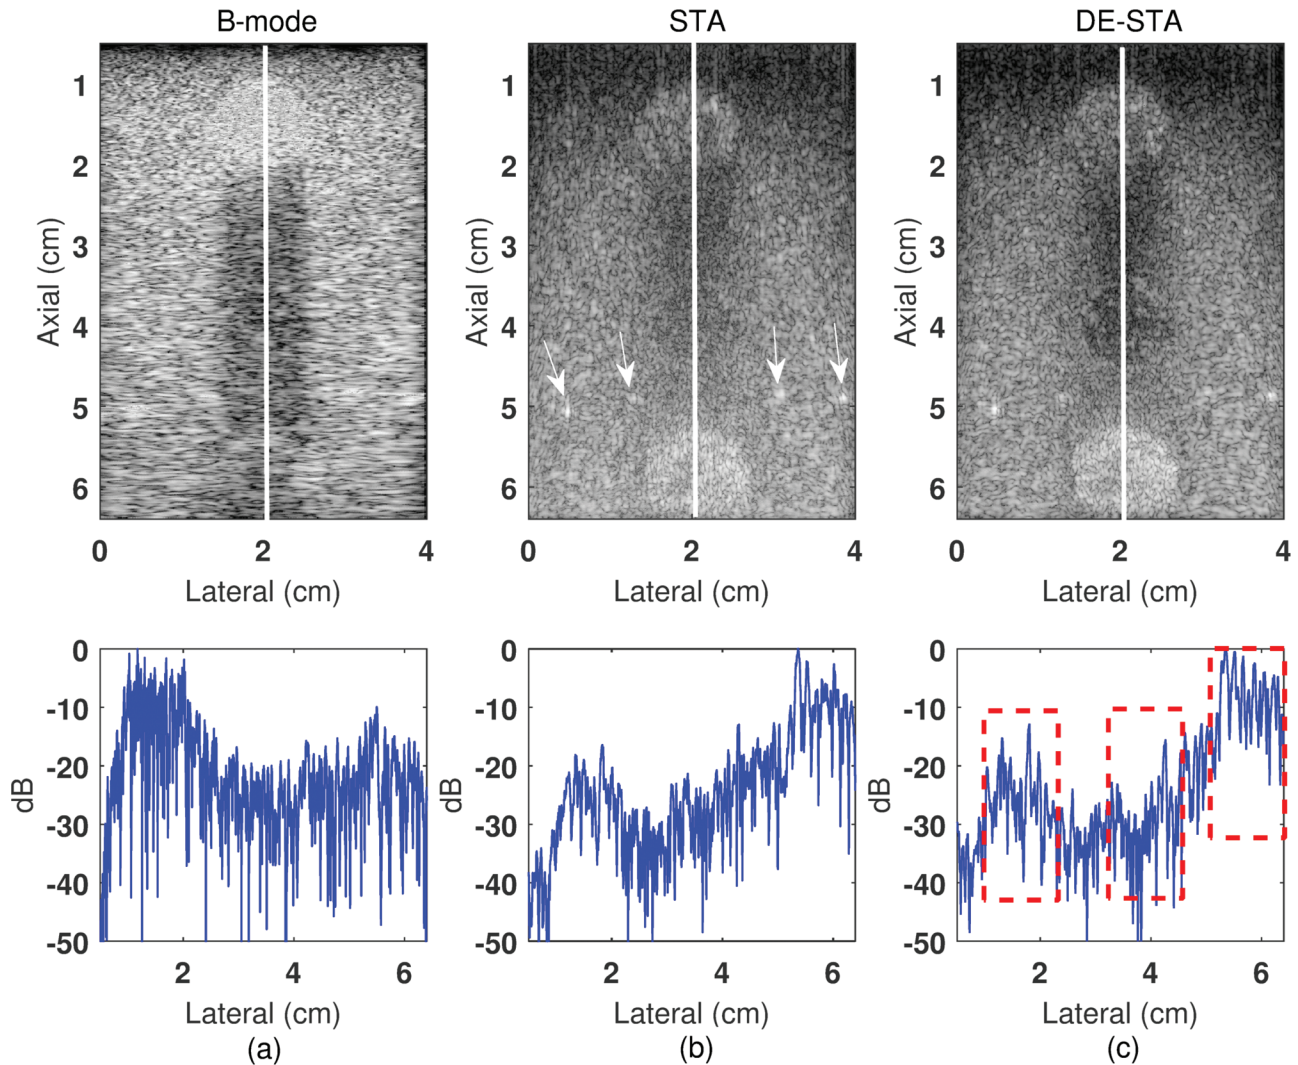 B-mode STA DE-STA
1 1 1
2 2 2
3 3 3
4 4 4
5 5 5
6 6 6
Axial (cm) Axial (cm) Axial (cm)
0 2 4 0 2 4 0 2 4
Lateral (cm) Lateral (cm) Lateral (cm)
0 0 0
-10 -10 -10
-20 -20 -20
-30 -30 -30
-40 -40 -40
-50 -50 -50
dB dB dB
2 4 6 2 4 6 2 4 6
Lateral (cm) Lateral (cm) Lateral (cm)
(a) (b) (c)